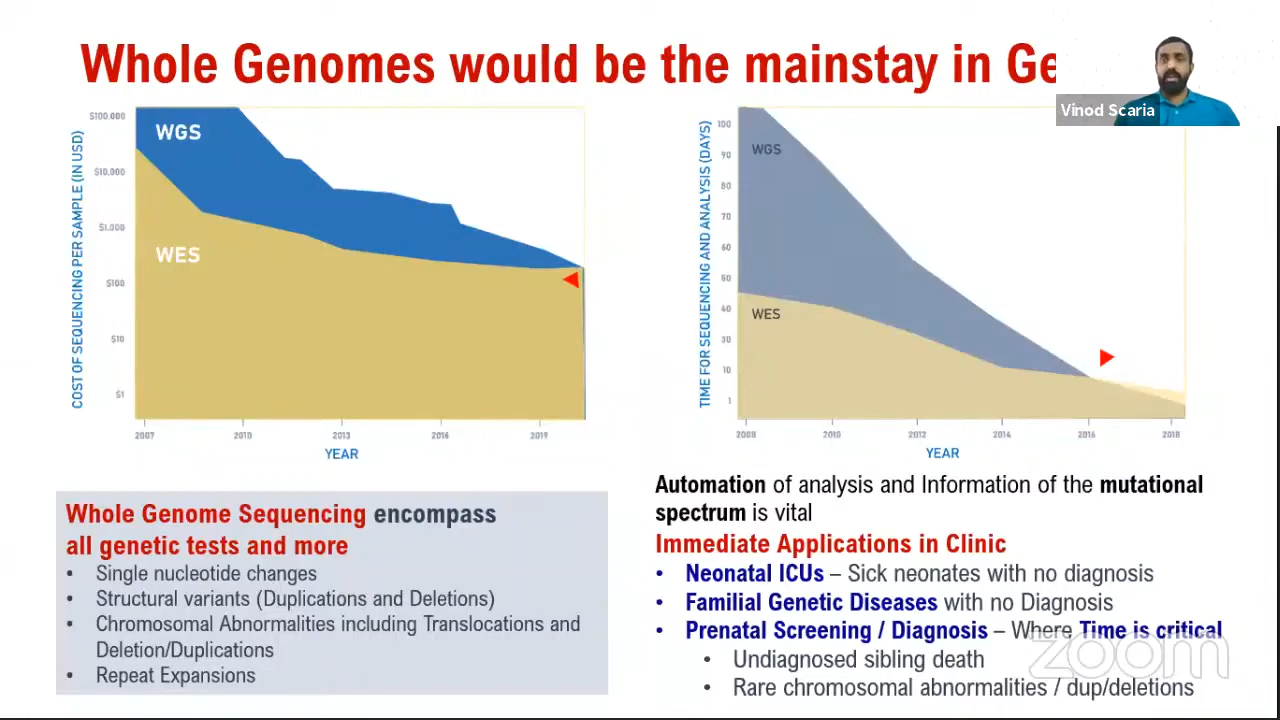 Whole Genomes would be the mainstay in Ge
Vinod Scaria
COST OF SEQUENCING PER SAMPLE (IN USD)
$100.000
$10.000
$1.000
$100
$10
$1
WGS
WES
2007 2010 2013 2016 2019
YEAR
TIME FOR SEQUENCING AND ANALYSIS (DAYS)
100
90
80
70
60
50
40
30
10
1
WGS
WES
2008 2010 2012 2014 2016 2018
YEAR
Whole Genome Sequencing encompass
all genetic tests and more
• Single nucleotide changes
• Structural variants (Duplications and Deletions)
• Chromosomal Abnormalities including Translocations and
Deletion/Duplications
• Repeat Expansions
Automation of analysis and Information of the mutational
spectrum is vital
Immediate Applications in Clinic
• Neonatal ICUs – Sick neonates with no diagnosis
• Familial Genetic Diseases with no Diagnosis
• Prenatal Screening / Diagnosis – Where Time is critical
• Undiagnosed sibling death
• Rare chromosomal abnormalities / dup/deletions
zoom